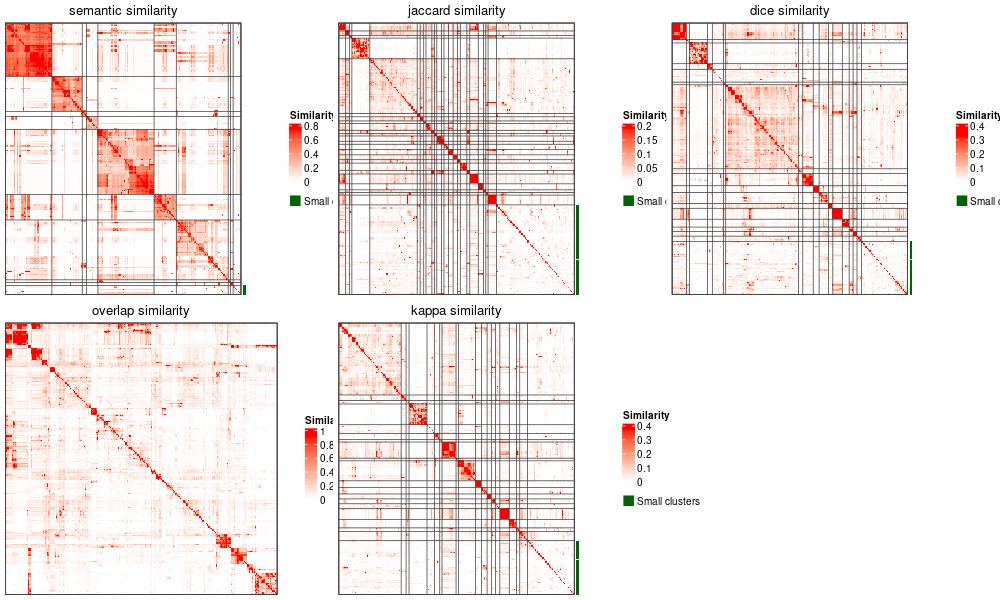 semantic similarity
Similarity
0.8
0.6
0.4
0.2
0
Small
jaccard similarity
Similarity
0.2
0.15
0.1
0.05
0
Small
dice similarity
Similarity
0.4
0.3
0.2
0.1
0
Small
overlap similarity
Simila
1
0.8
0.6
0.4
0.2
0
kappa similarity
Similarity
0.4
0.3
0.2
0.1
0
Small clusters